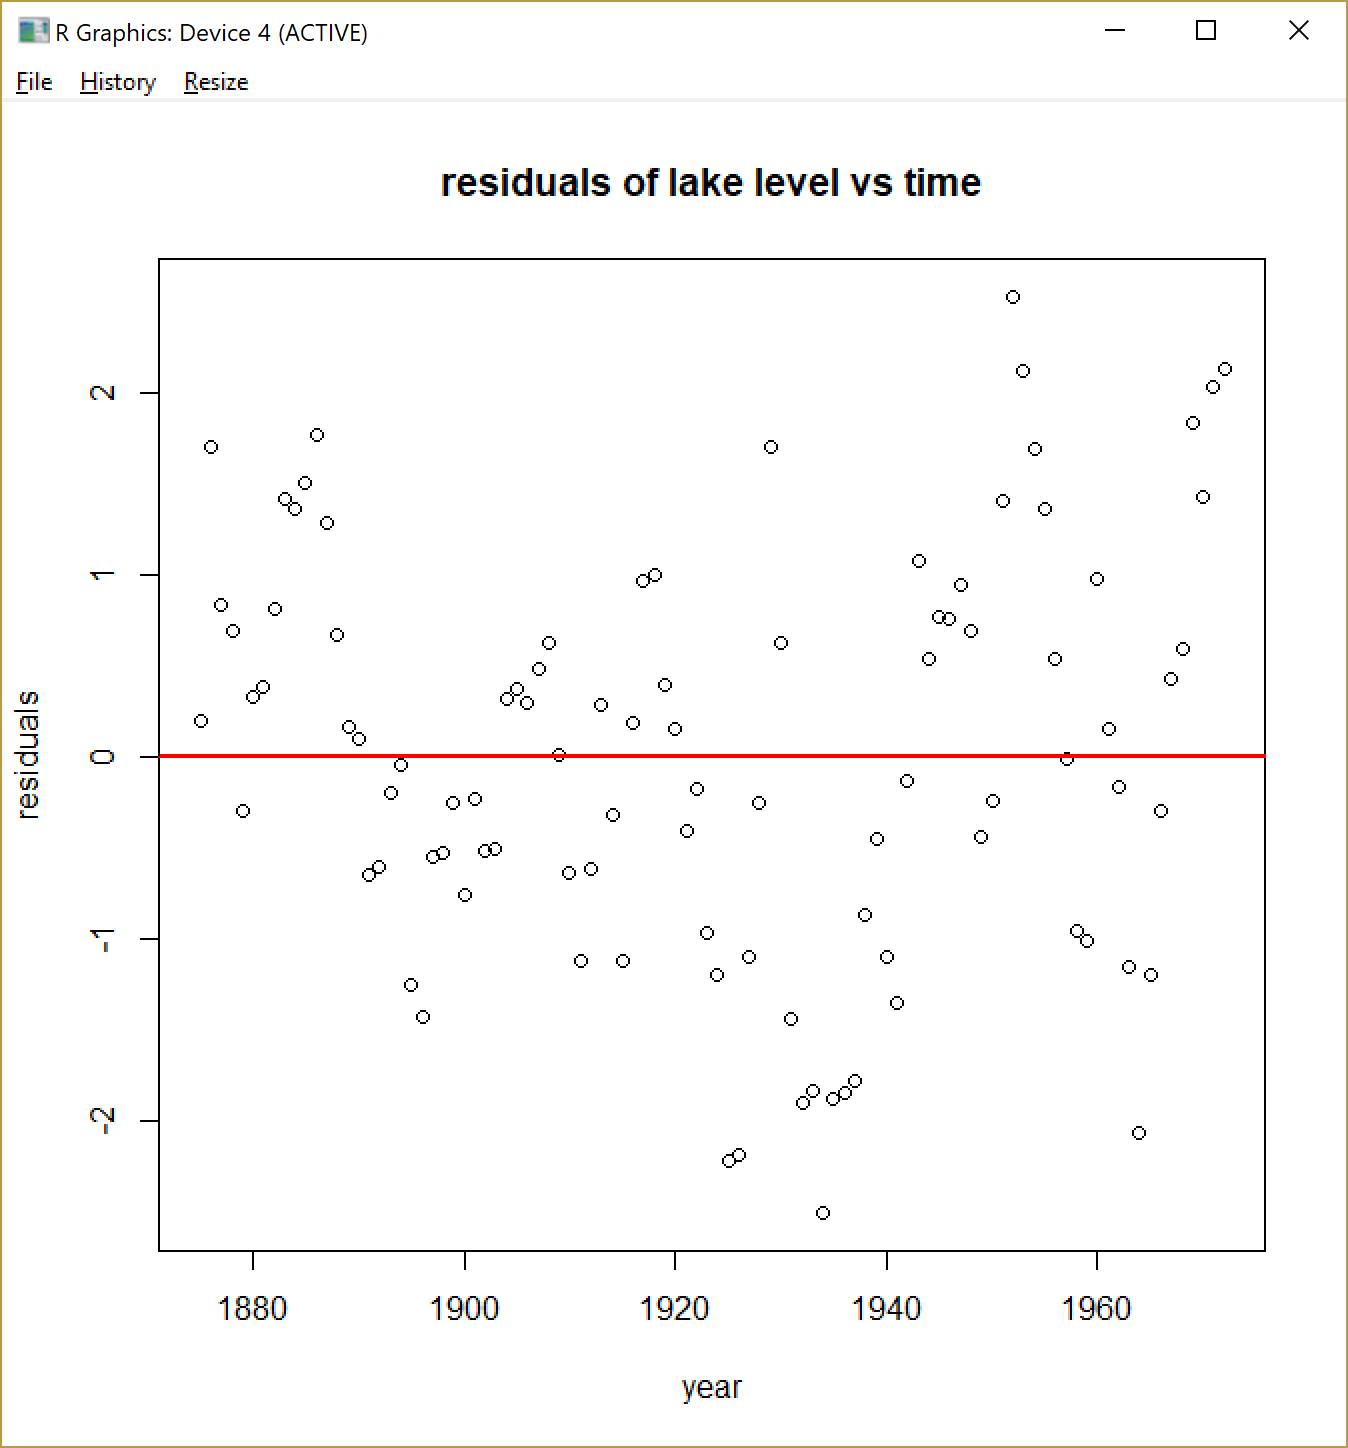 R Graphics: Device 4 (ACTIVE)
File History Resize
residuals of lake level vs time
residuals
2
1
0
-1
-2
1880 1900 1920 1940 1960
year